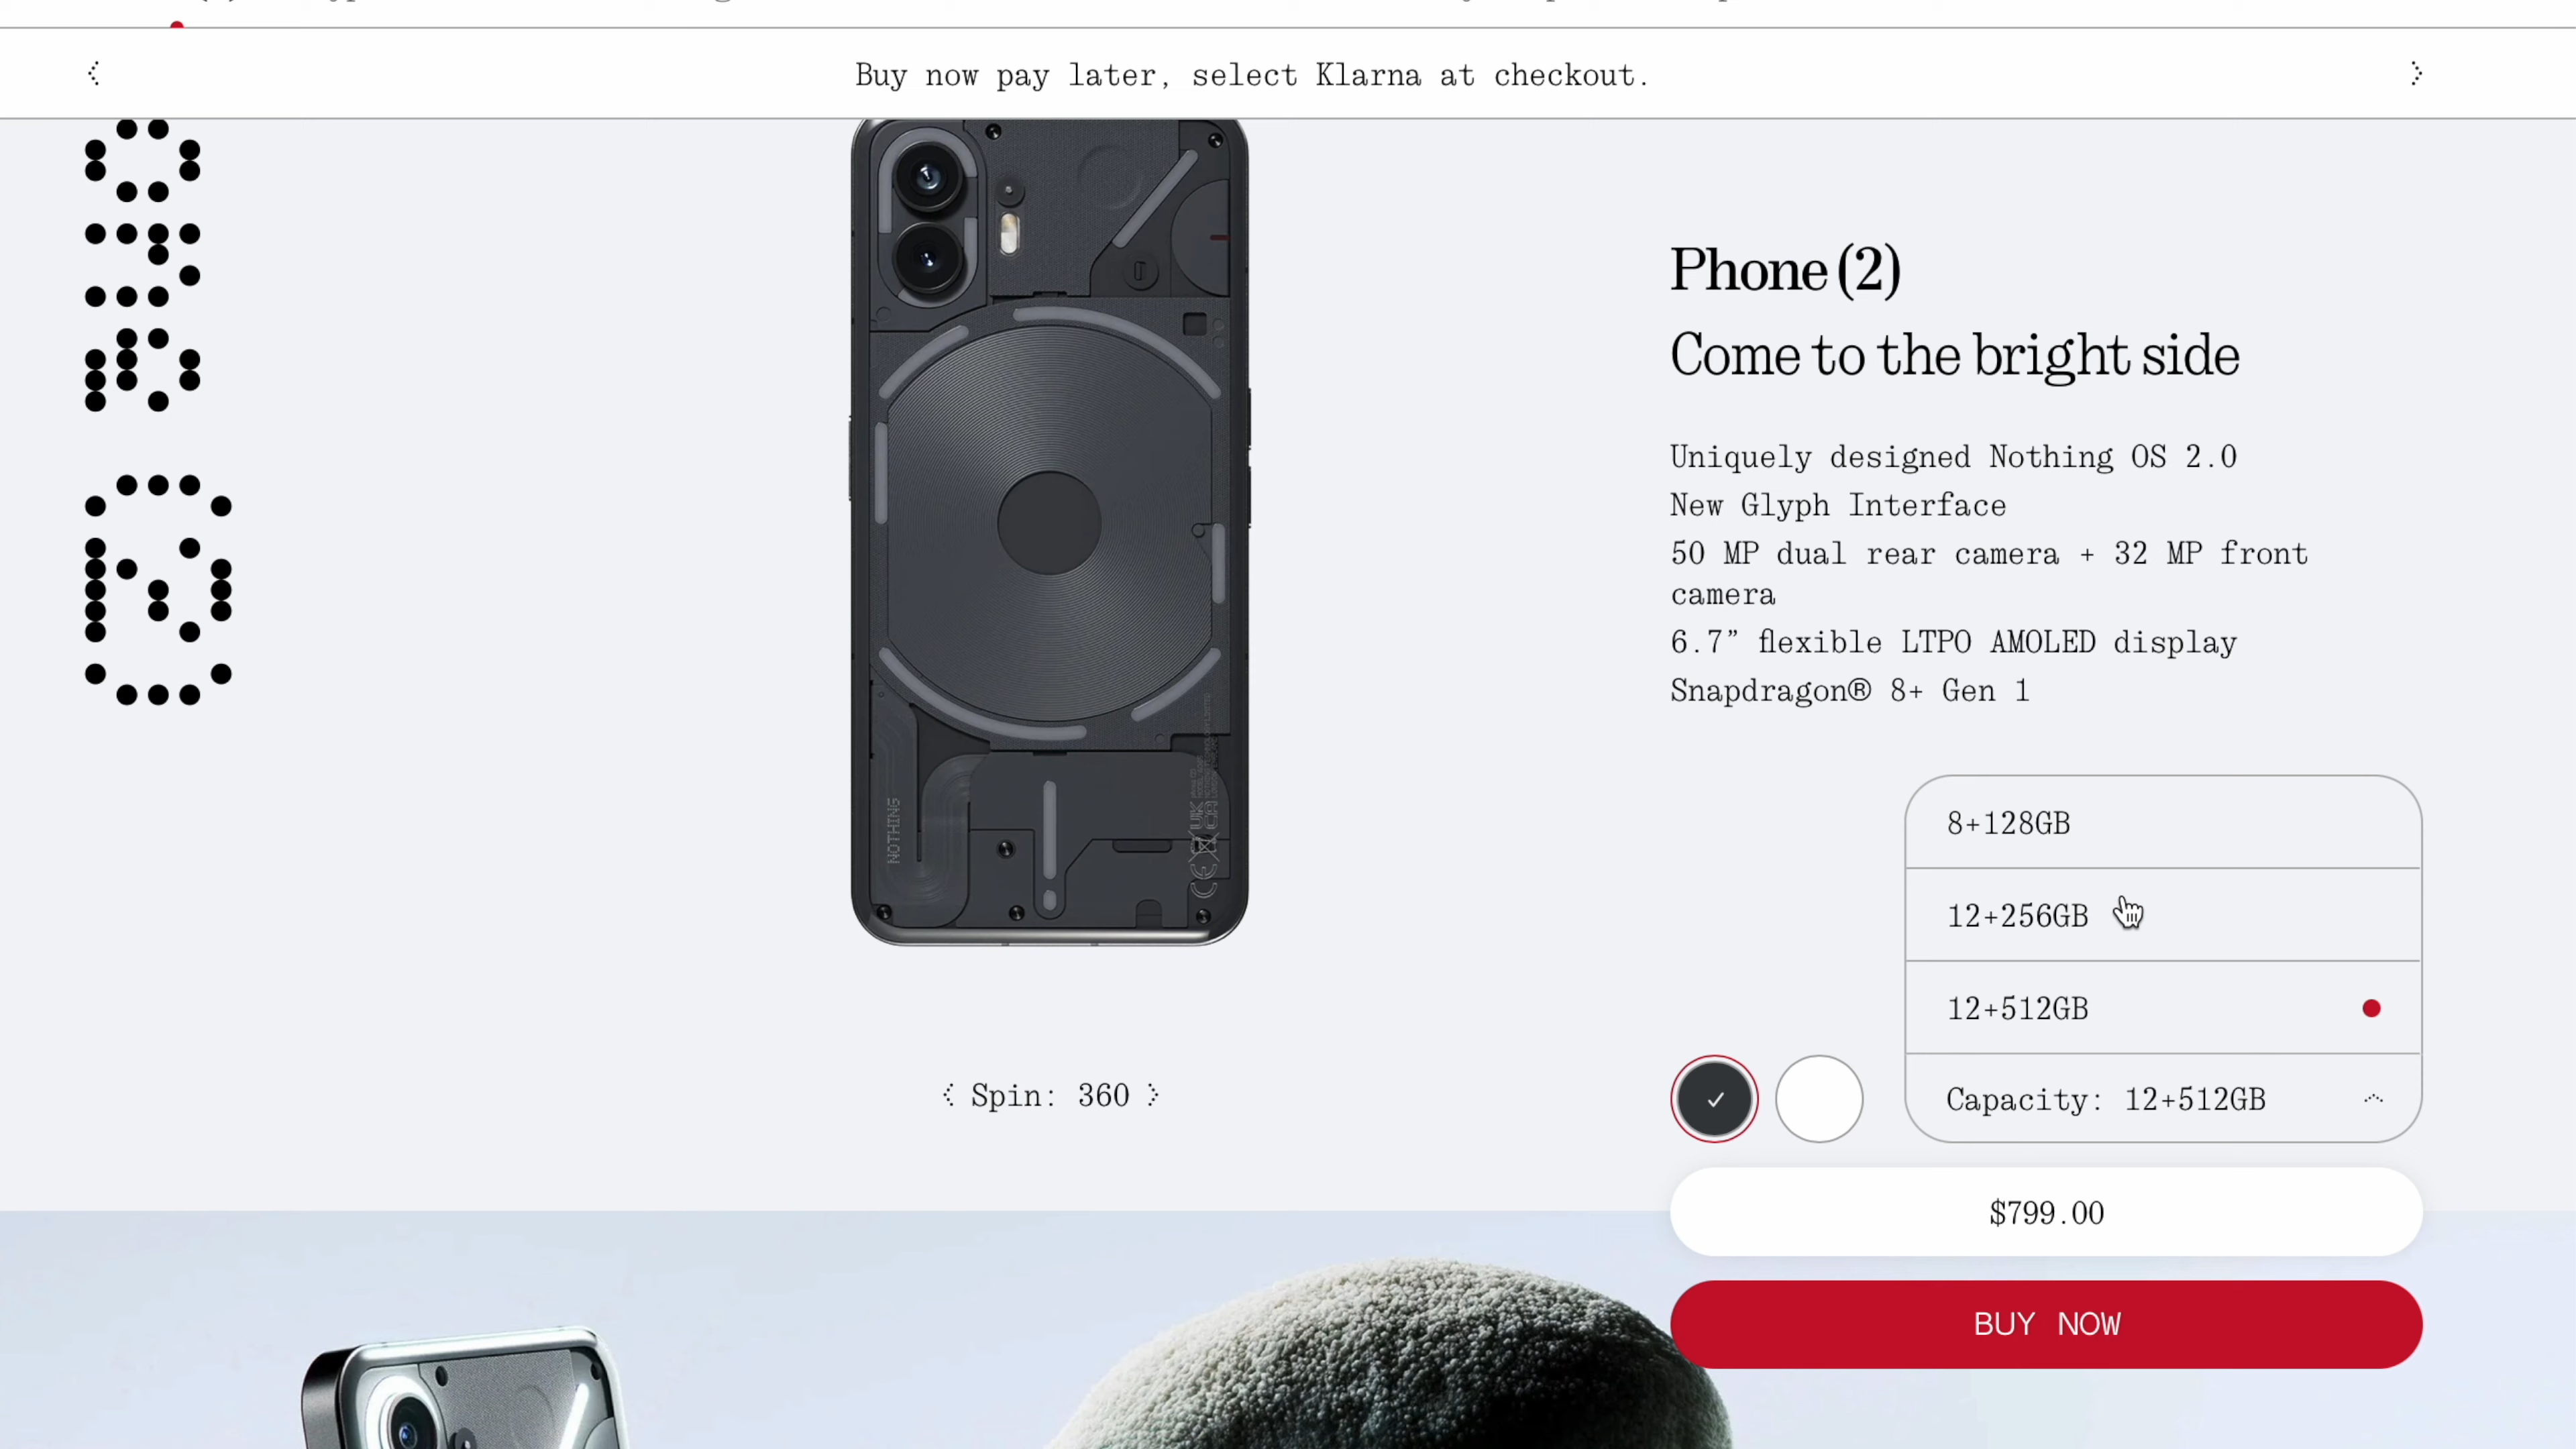 Buy now pay later, select Klarna at checkout.
Phone (2)
Come to the bright side
Uniquely designed Nothing OS 2.0
New Glyph Interface
50 MP dual rear camera + 32 MP front
camera
6.7” flexible LTPO AMOLED display
Snapdragon® 8+ Gen 1
8+128GB
12+256GB
12+512GB
Capacity: 12+512GB
Spin: 360
$799.00
BUY NOW
NOTHING